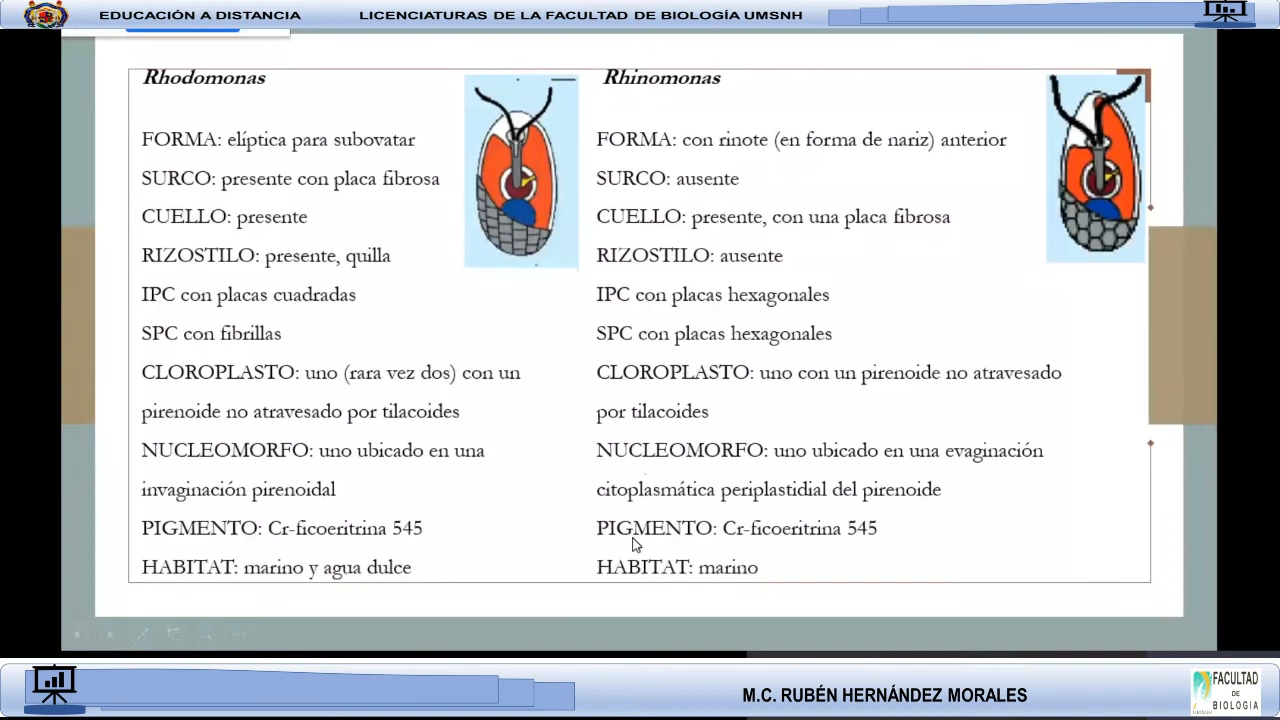 EDUCACIÓN A DISTANCIA
LICENCIATURAS DE LA FACULTAD DE BIOLOGÍA UMSNH
Rhodomonas
FORMA: elíptica para subovatar
SURCO: presente con placa fibrosa
CUELLO: presente
RIZOSTILO: presente, quilla
IPC con placas cuadradas
SPC con fibrillas
CLOROPLASTO: uno (rara vez dos) con un
pirenoide no atravesado por tilacoides
NUCLEOMORFO: uno ubicado en una
invaginación pirenoidal
PIGMENTO: Cr-ficoeritrina 545
HABITAT: marino y agua dulce
Rhinomonas
FORMA: con rinote (en forma de nariz) anterior
SURCO: ausente
CUELLO: presente, con una placa fibrosa
RIZOSTILO: ausente
IPC con placas hexagonales
SPC con placas hexagonales
CLOROPLASTO: uno con un pirenoide no atravesado
por tilacoides
NUCLEOMORFO: uno ubicado en una evaginación
citoplasmática periplastidial del pirenoide
PIGMENTO: Cr-ficoeritrina 545
HABITAT: marino
M.C. RUBÉN HERNÁNDEZ MORALES
FACULTAD
DE
BIOLOGIA